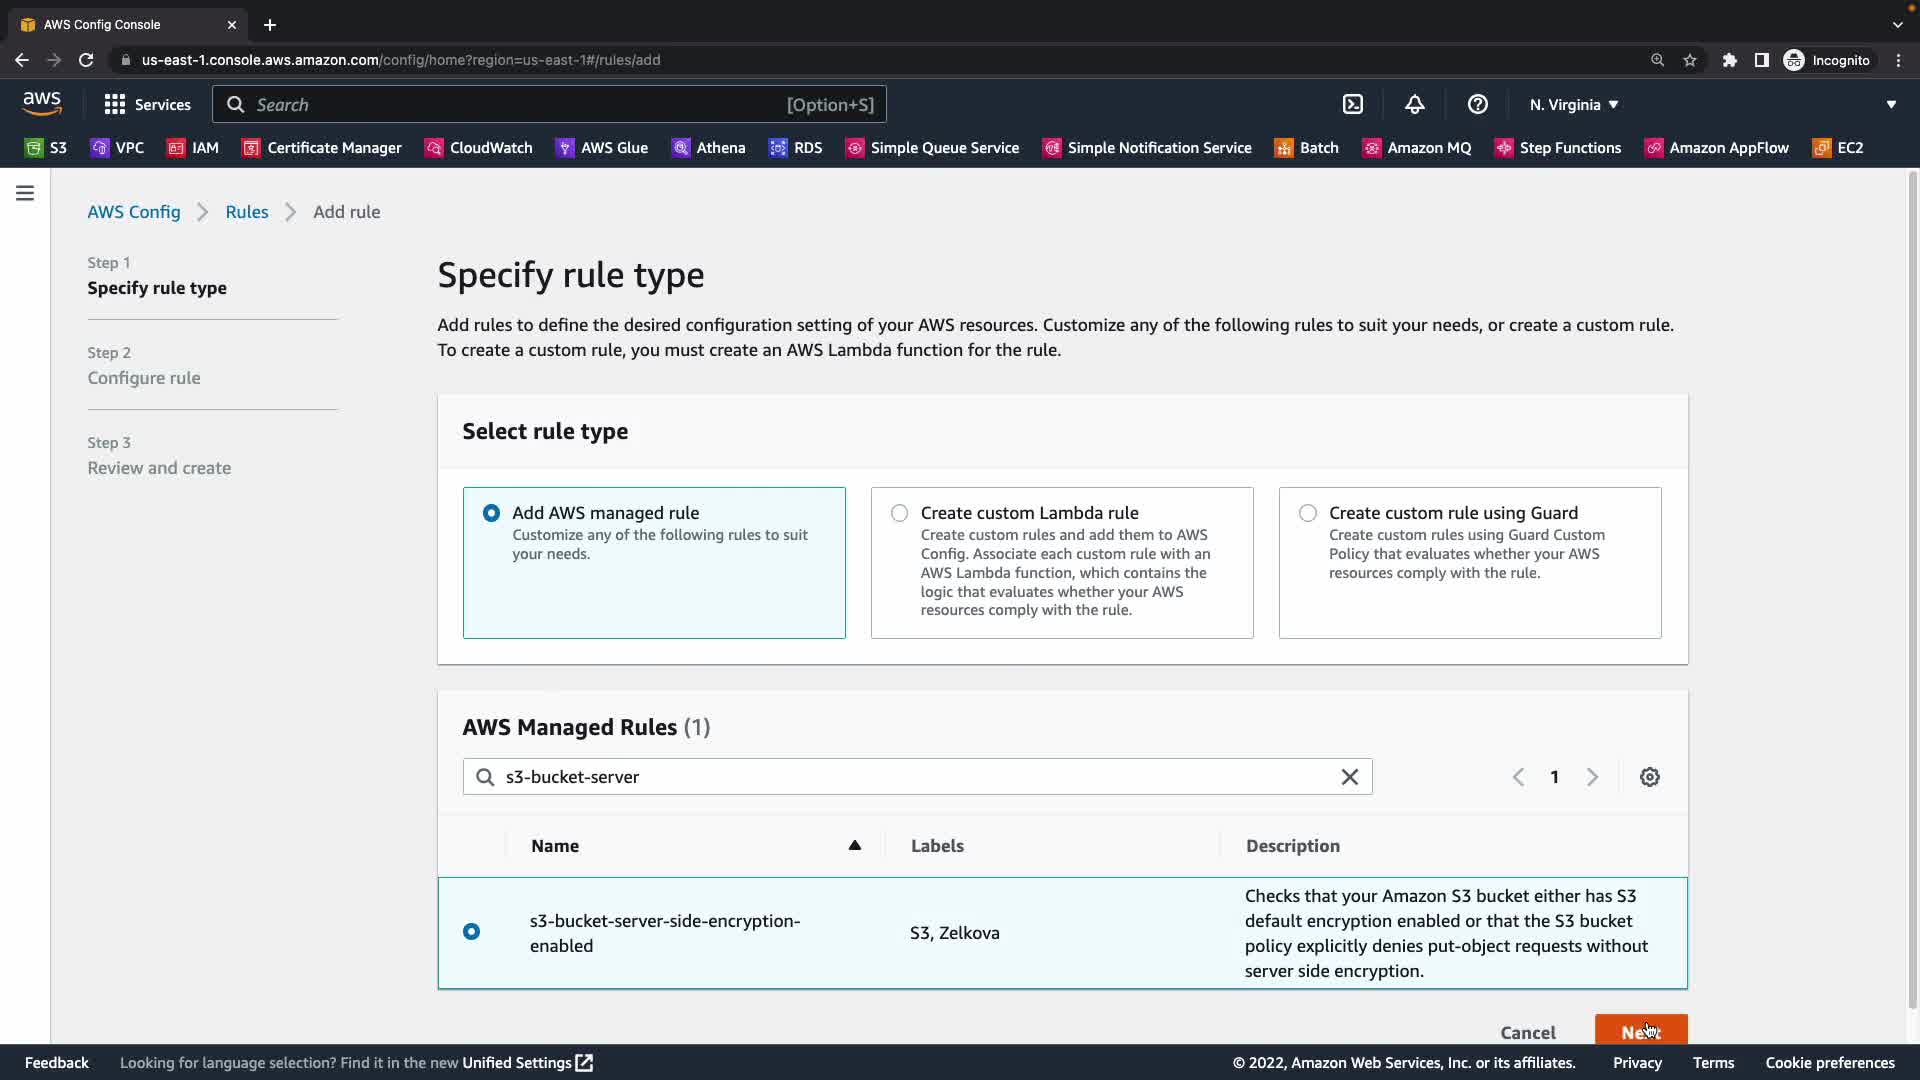 AWS Config Console
us-east-1.console.aws.amazon.com/config/home?region=us-east-1#/rules/add
Incognito
aws
Services
Search
[Option+S]
N. Virginia
S3
VPC
IAM
Certificate Manager
CloudWatch
AWS Glue
Athena
RDS
Simple Queue Service
Simple Notification Service
Batch
Amazon MQ
Step Functions
Amazon AppFlow
EC2
AWS Config
Rules
Add rule
Step 1
Specify rule type
Step 2
Configure rule
Step 3
Review and create
Specify rule type
Add rules to define the desired configuration setting of your AWS resources. Customize any of the following rules to suit your needs, or create a custom rule.
To create a custom rule, you must create an AWS Lambda function for the rule.
Select rule type
Add AWS managed rule
Customize any of the following rules to suit
your needs.
Create custom Lambda rule
Create custom rules and add them to AWS
Config. Associate each custom rule with an
AWS Lambda function, which contains the
logic that evaluates whether your AWS
resources comply with the rule.
Create custom rule using Guard
Create custom rules using Guard Custom
Policy that evaluates whether your AWS
resources comply with the rule.
AWS Managed Rules (1)
s3-bucket-server
1
Name
Labels
Description
s3-bucket-server-side-encryption-
enabled
S3, Zelkova
Checks that your Amazon S3 bucket either has S3
default encryption enabled or that the S3 bucket
policy explicitly denies put-object requests without
server side encryption.
Cancel
Next
Feedback
Looking for language selection? Find it in the new Unified Settings
© 2022, Amazon Web Services, Inc. or its affiliates.
Privacy
Terms
Cookie preferences